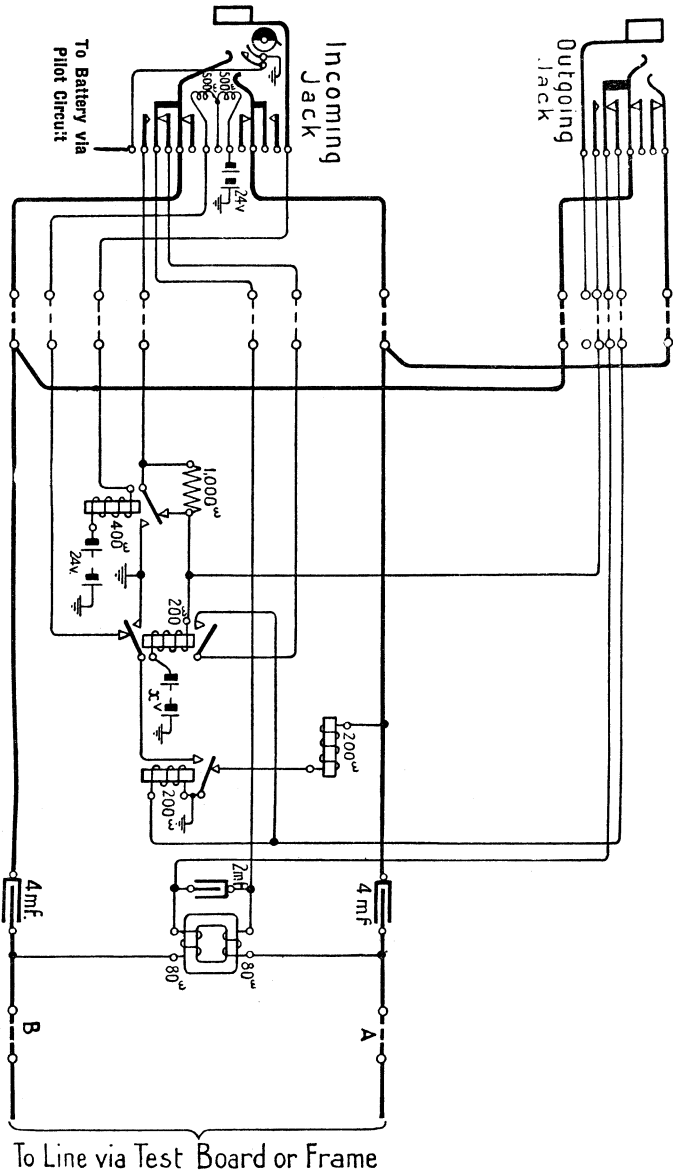 Incoming
Jack
Outgoing
Jack
To Battery via
Pilot Circuit
500ω
500ω
24v
1,000ω
400ω
24v.
200ω
x v
200ω
200ω
2mf
4mf.
4mf
80ω
80ω
B
A
To Line via Test Board or Frame